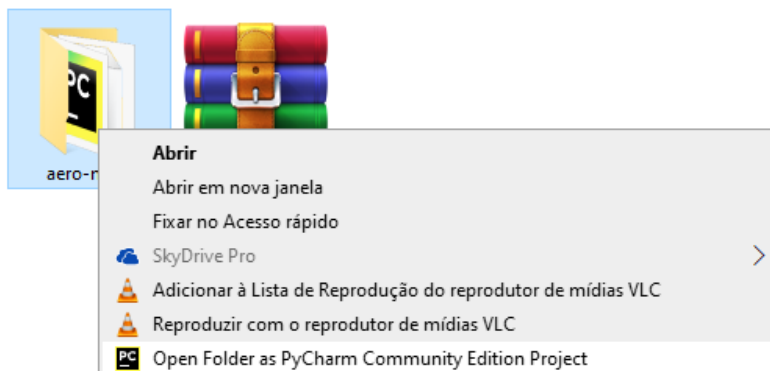 PC
aero-n
Abrir
Abrir em nova janela
Fixar no Acesso rápido
SkyDrive Pro
Adicionar à Lista de Reprodução do reprodutor de mídias VLC
Reproduzir com o reprodutor de mídias VLC
PC Open Folder as PyCharm Community Edition Project